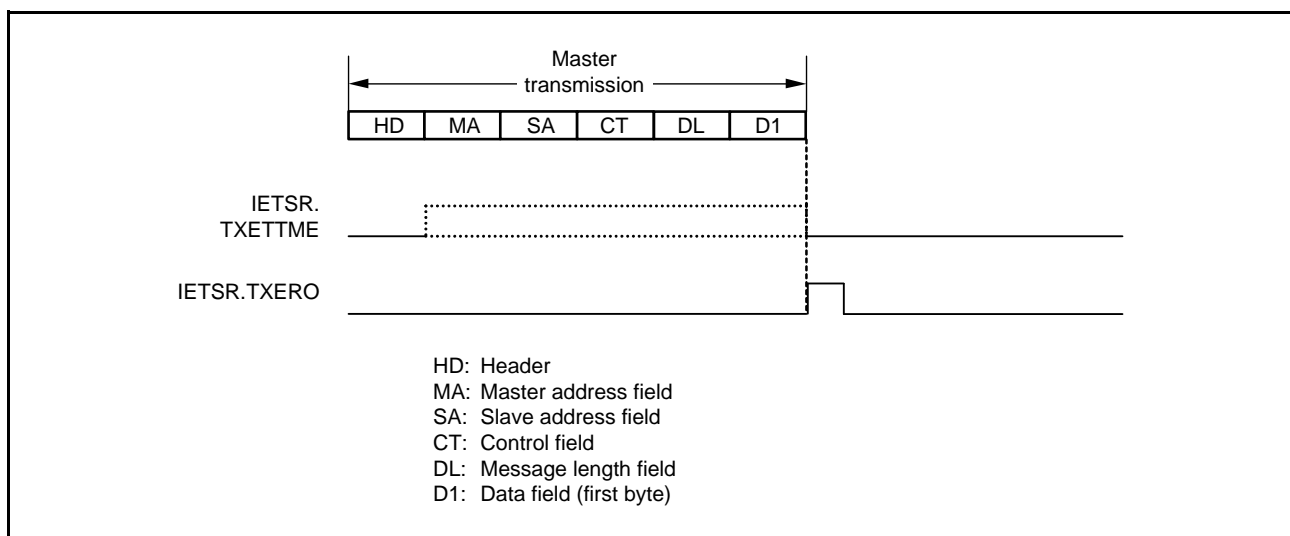 Master
transmission
HD MA SA CT DL D1
IETSR.
TXETTME
IETSR.TXERO
HD: Header
MA: Master address field
SA: Slave address field
CT: Control field
DL: Message length field
D1: Data field (first byte)